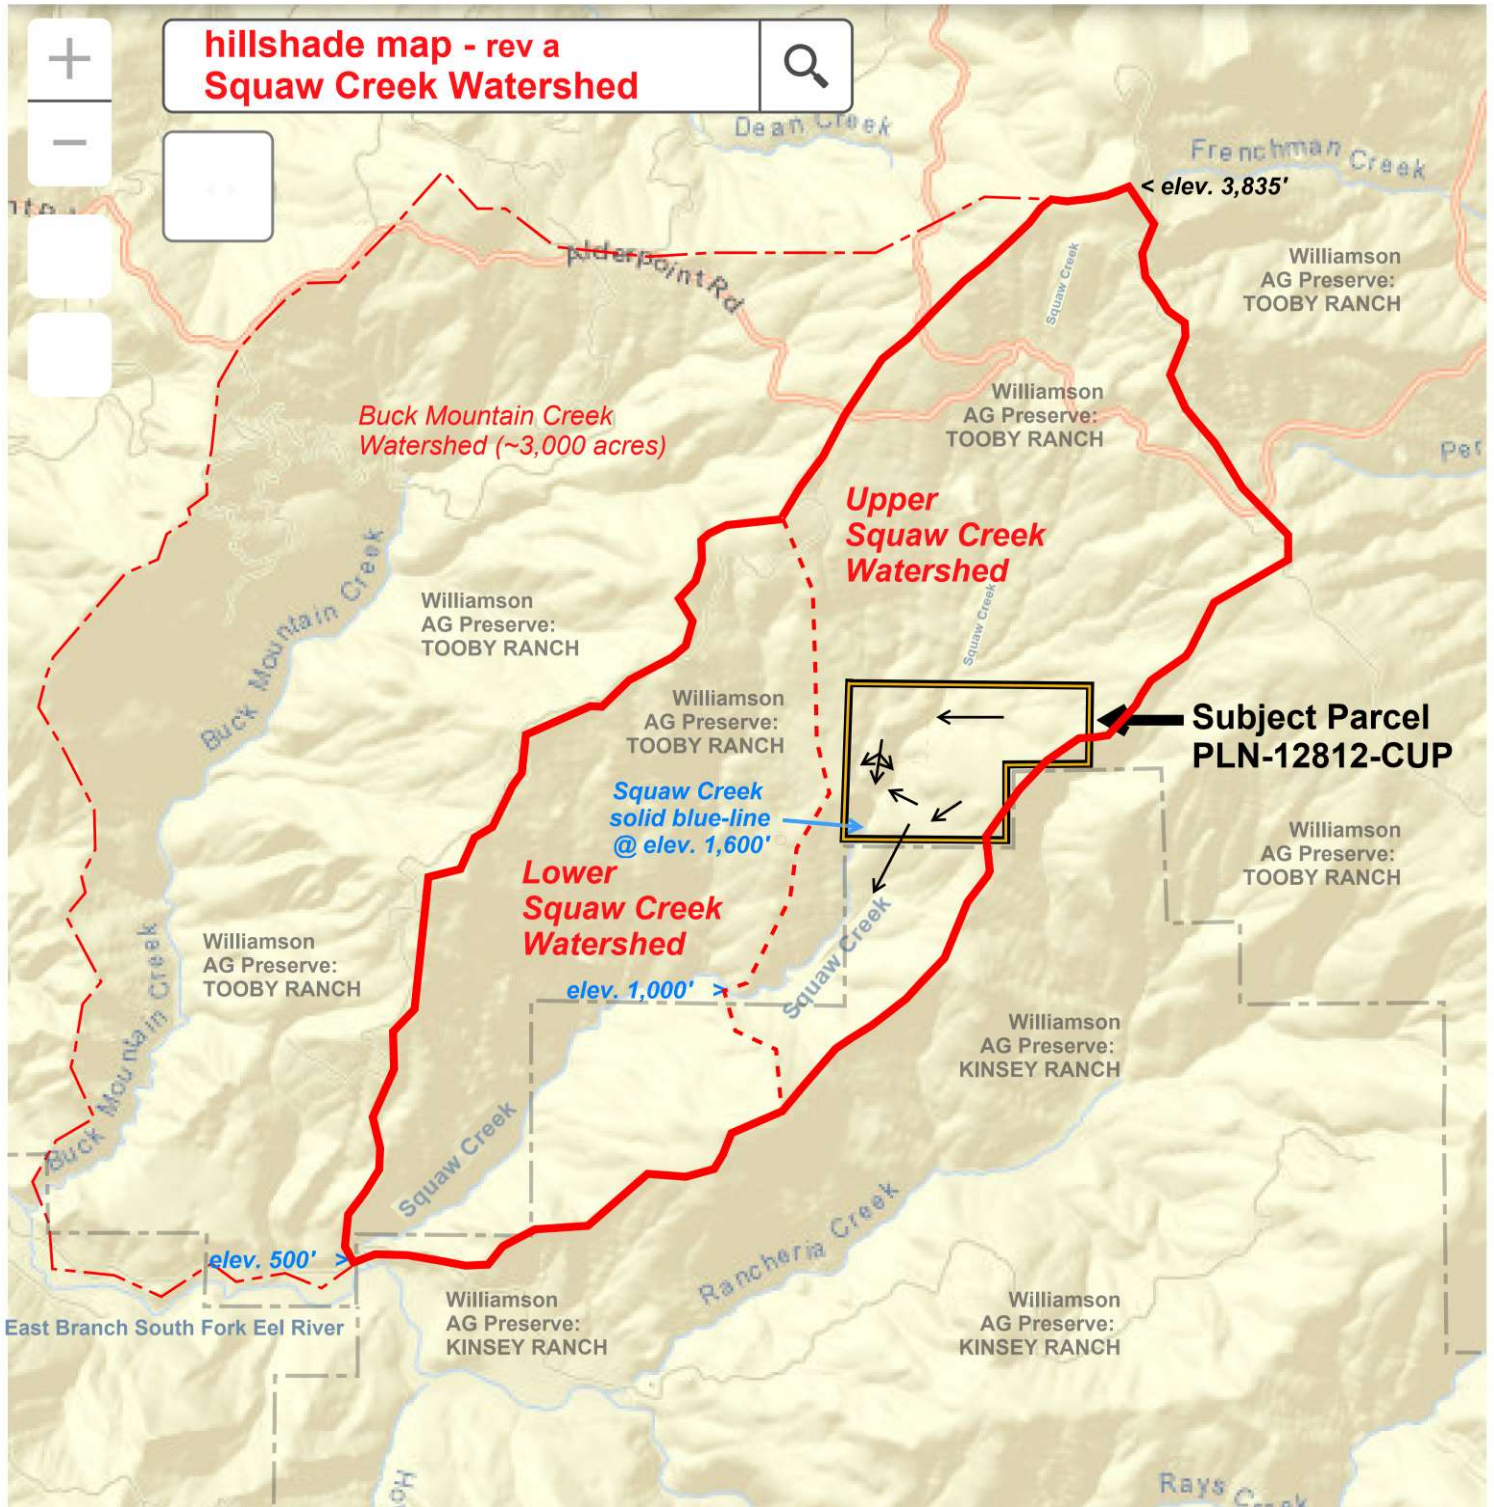 +
hillshade map - rev a
Squaw Creek Watershed
−
Dean Creek
Frenchman Creek
< elev. 3,835'
Alderpoint Rd
Squaw Creek
Williamson
AG Preserve:
TOOBY RANCH
Williamson
AG Preserve:
TOOBY RANCH
Buck Mountain Creek
Watershed (~3,000 acres)
Upper
Squaw Creek
Watershed
Buck Mountain Creek
Williamson
AG Preserve:
TOOBY RANCH
Squaw Creek
Williamson
AG Preserve:
TOOBY RANCH
Subject Parcel
PLN-12812-CUP
Squaw Creek
solid blue-line
@ elev. 1,600'
Williamson
AG Preserve:
TOOBY RANCH
Lower
Squaw Creek
Watershed
Williamson
AG Preserve:
TOOBY RANCH
Buck Mountain Creek
Squaw Creek
elev. 1,000' >
Williamson
AG Preserve:
KINSEY RANCH
Squaw Creek
Rancheria Creek
elev. 500' >
East Branch South Fork Eel River
Williamson
AG Preserve:
KINSEY RANCH
Williamson
AG Preserve:
KINSEY RANCH
Rays Creek